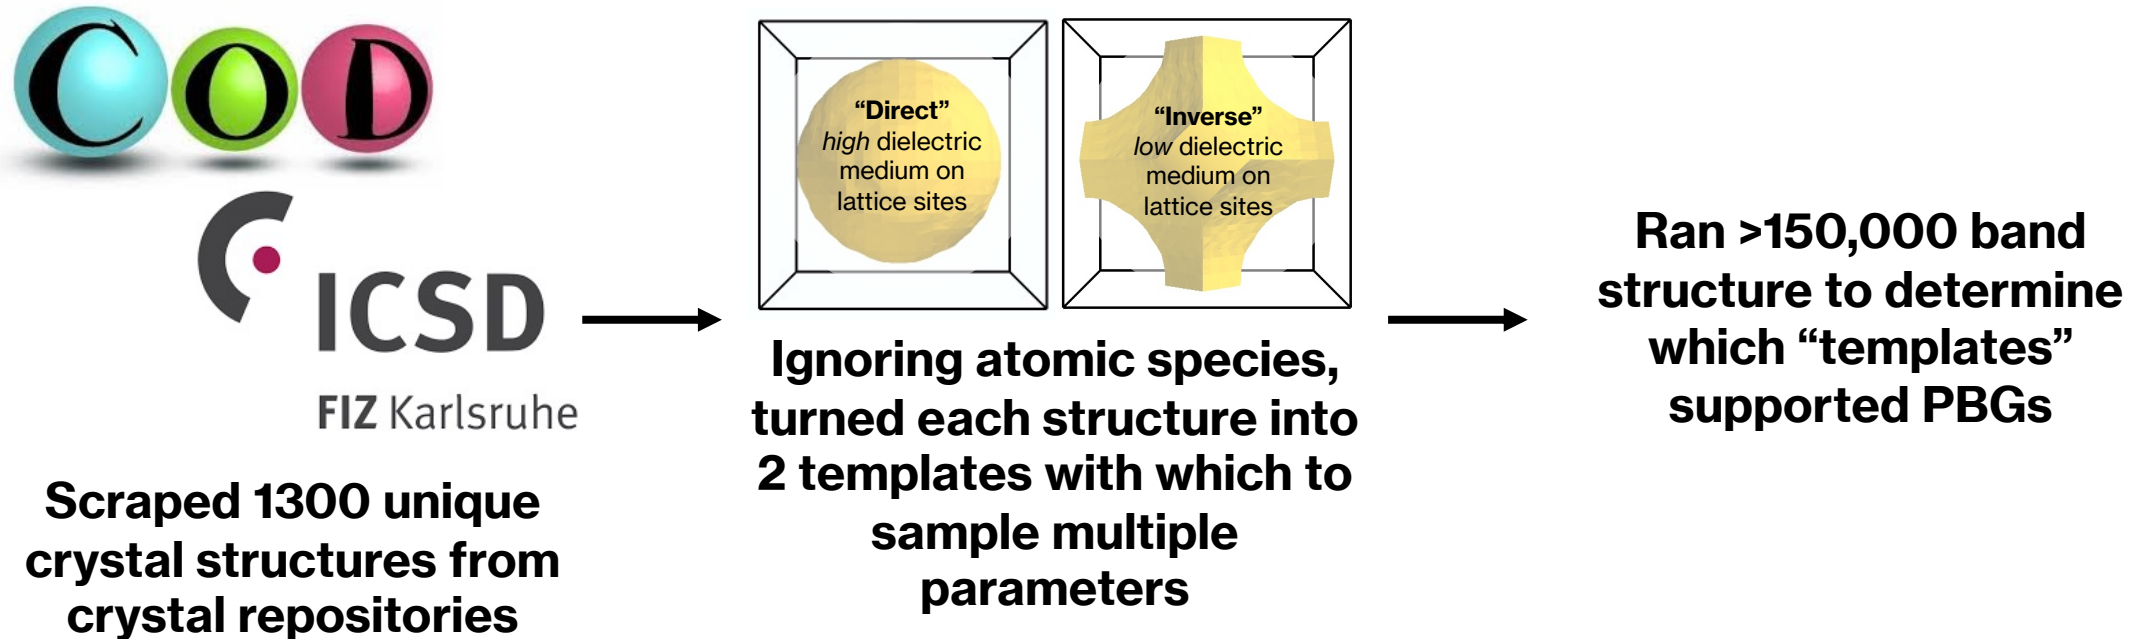 COD
ICSD
FIZ Karlsruhe
Scraped 1300 unique
crystal structures from
crystal repositories
“Direct”
high dielectric
medium on
lattice sites
“Inverse”
low dielectric
medium on
lattice sites
Ignoring atomic species,
turned each structure into
2 templates with which to
sample multiple
parameters
Ran >150,000 band
structure to determine
which “templates”
supported PBGs